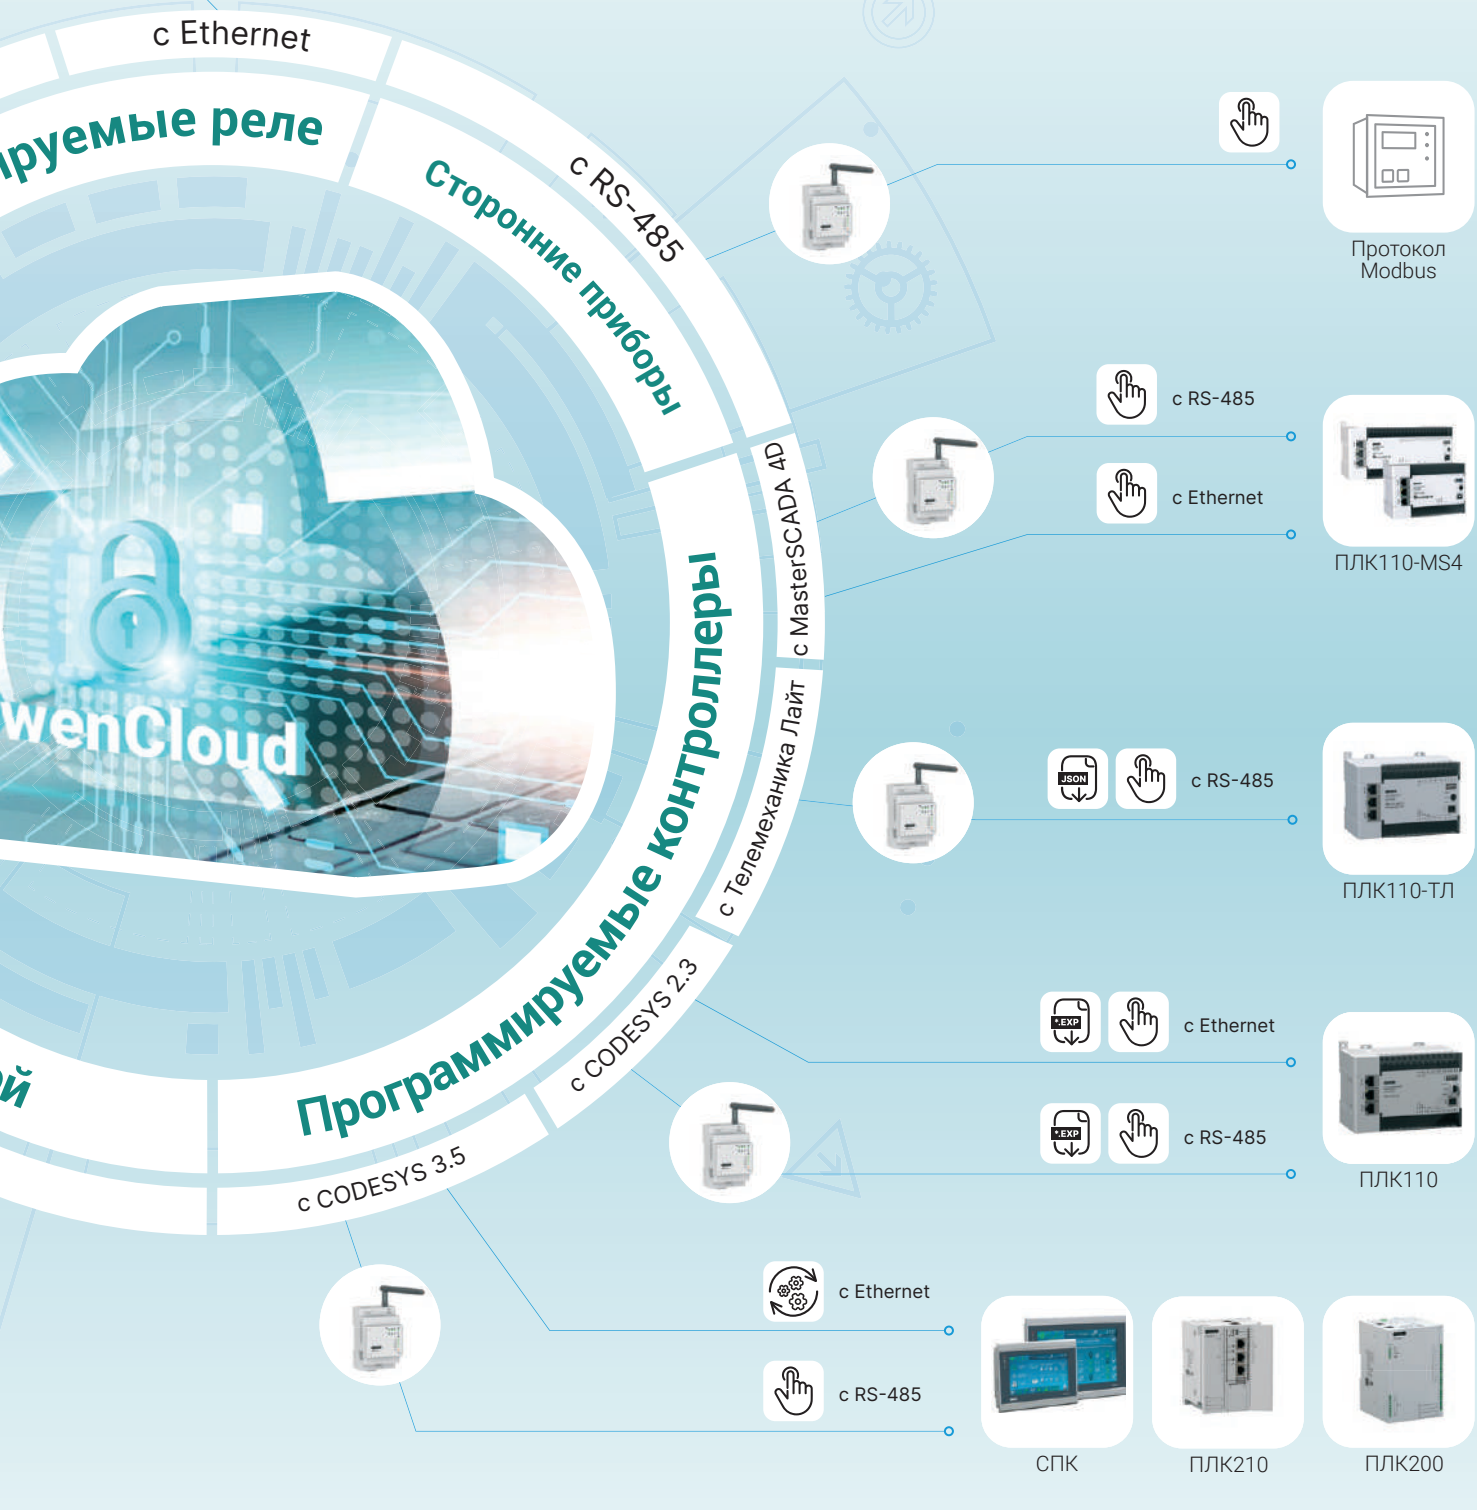 с Ethernet
руемые реле
Сторонние приборы
с RS-485
Протокол
Modbus
с RS-485
с Ethernet
ПЛК110-MS4
с MasterSCADA 4D
Программируемые контроллеры
wenCloud
с Телемеханика Лайт
JSON
с RS-485
ПЛК110-ТЛ
с CODESYS 2.3
*.EXP
с Ethernet
*.EXP
с RS-485
ПЛК110
ой
с CODESYS 3.5
с Ethernet
с RS-485
СПК
ПЛК210
ПЛК200